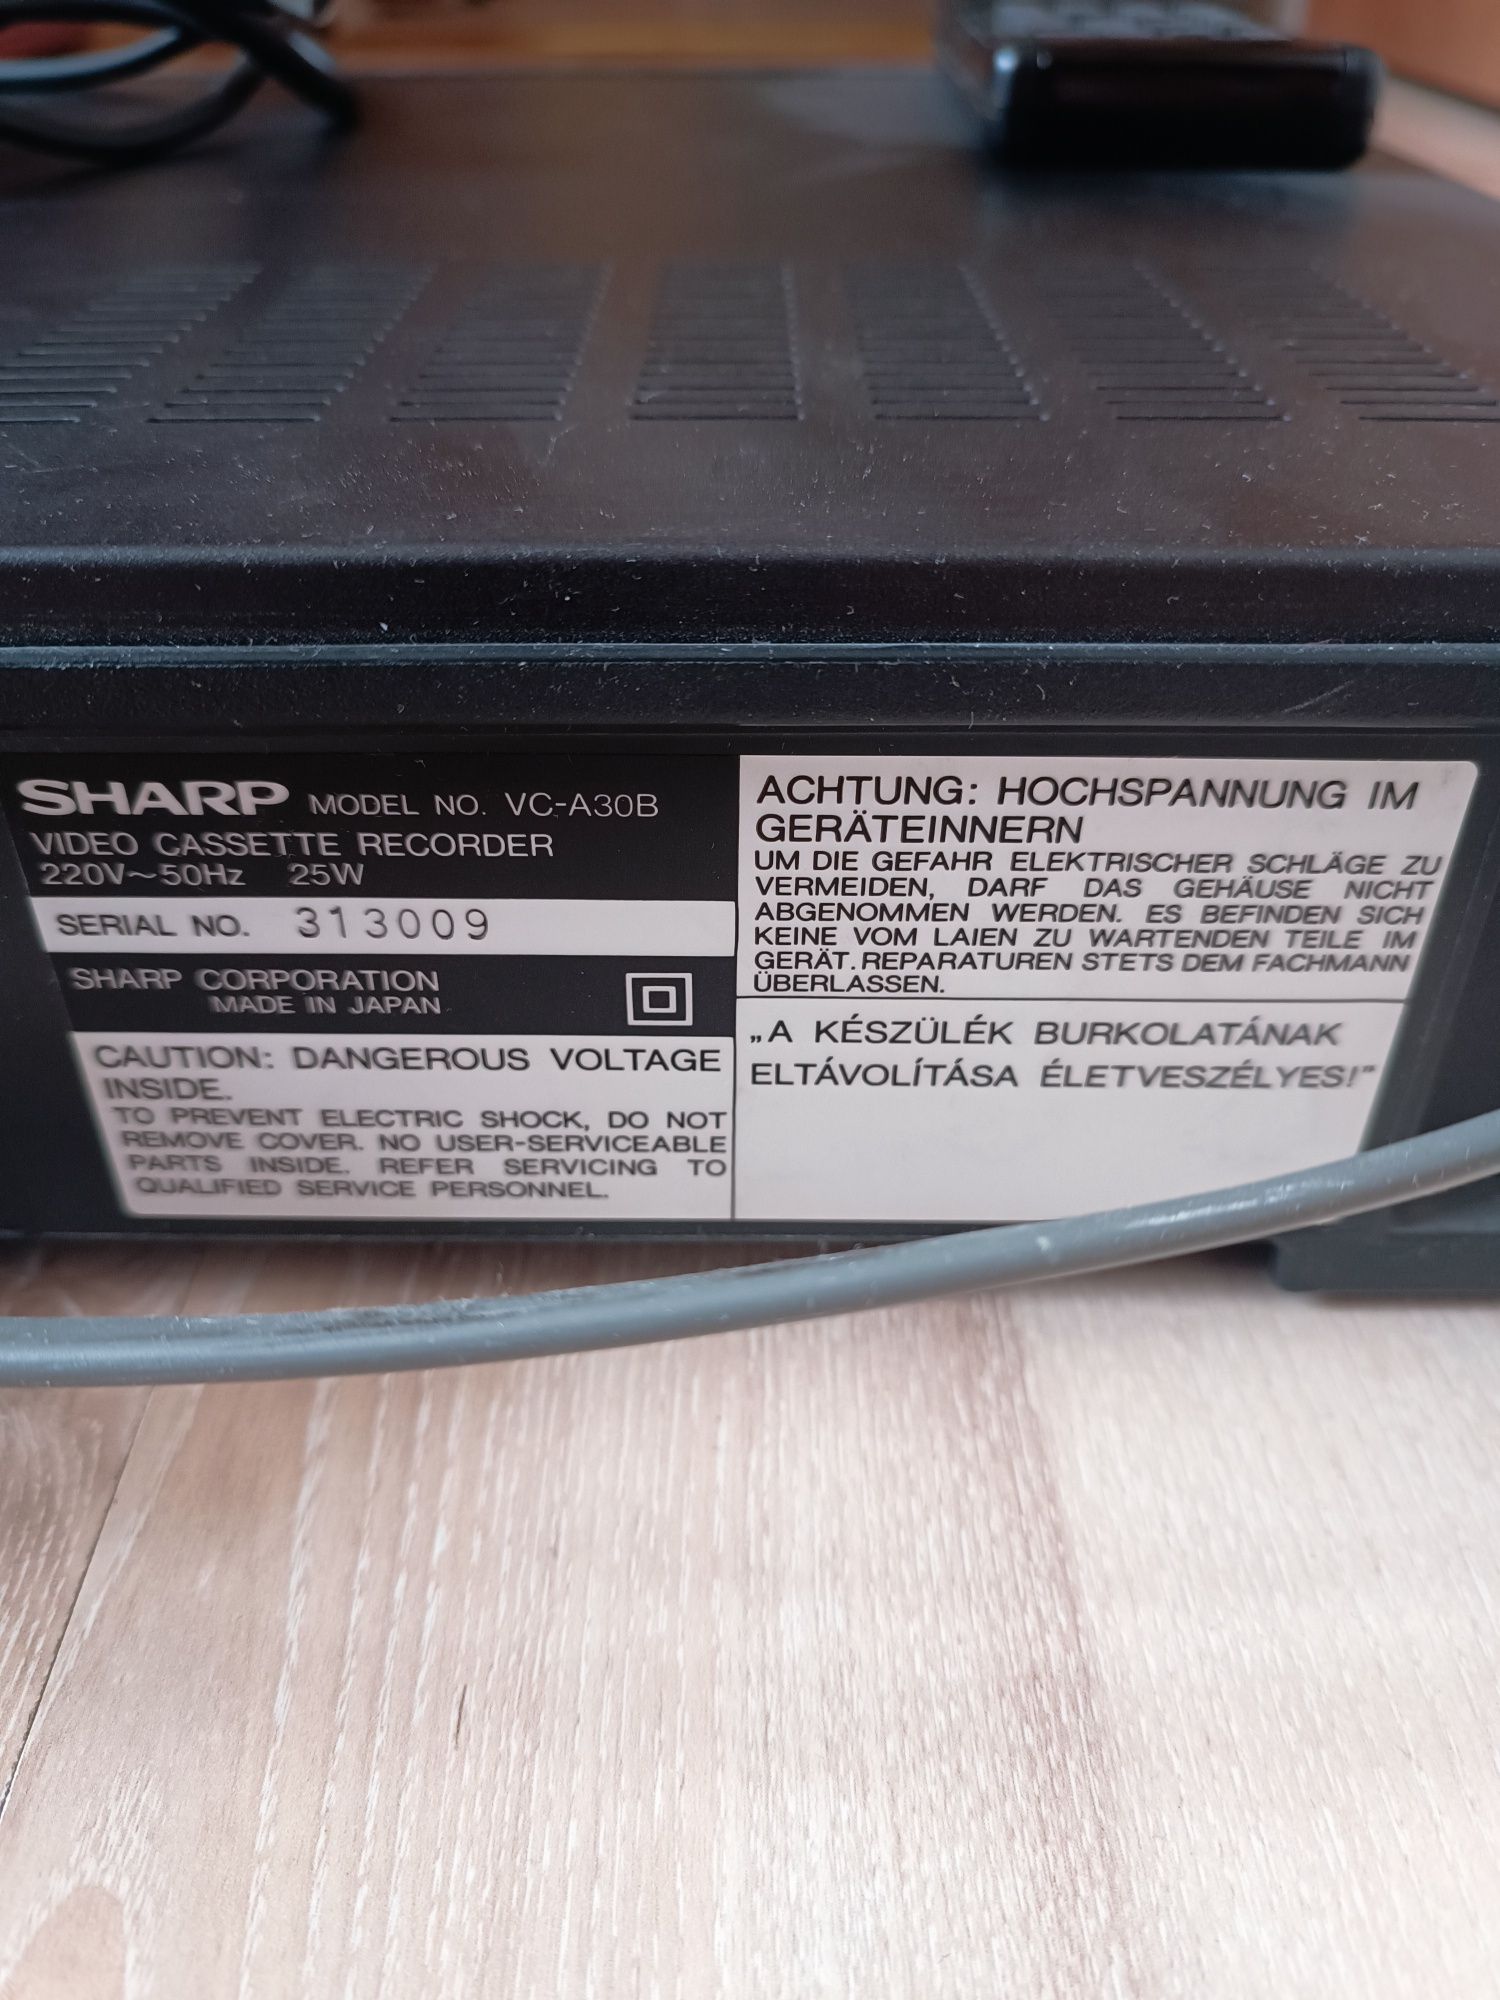 SHARP MODEL NO. VC-A30B
VIDEO CASSETTE RECORDER
220V~50Hz 25W
SERIAL NO. 313009
SHARP CORPORATION
MADE IN JAPAN
CAUTION: DANGEROUS VOLTAGE
INSIDE.
TO PREVENT ELECTRIC SHOCK, DO NOT
REMOVE COVER. NO USER-SERVICEABLE
PARTS INSIDE. REFER SERVICING TO
QUALIFIED SERVICE PERSONNEL.
ACHTUNG: HOCHSPANNUNG IM
GERÄTEINNERN
UM DIE GEFAHR ELEKTRISCHER SCHLÄGE ZU
VERMEIDEN, DARF DAS GEHÄUSE NICHT
ABGENOMMEN WERDEN. ES BEFINDEN SICH
KEINE VOM LAIEN ZU WARTENDEN TEILE IM
GERÄT. REPARATUREN STETS DEM FACHMANN
ÜBERLASSEN.
„A KÉSZÜLÉK BURKOLATÁNAK
ELTÁVOLÍTÁSA ÉLETVESZÉLYES!"